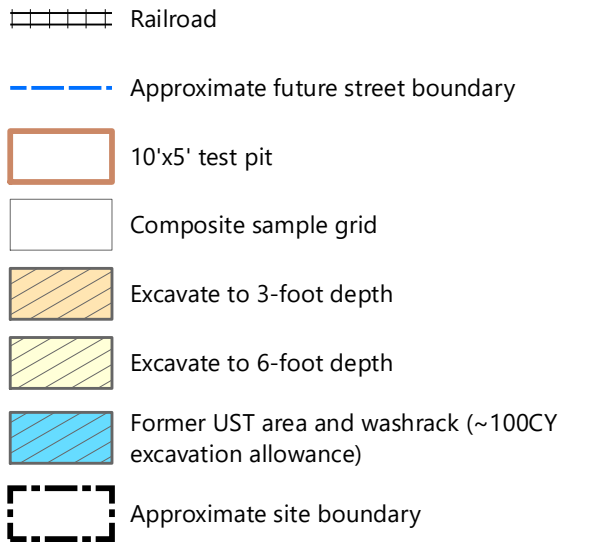 Railroad
Approximate future street boundary
10'x5' test pit
Composite sample grid
Excavate to 3-foot depth
Excavate to 6-foot depth
Former UST area and washrack (~100CY
excavation allowance)
Approximate site boundary